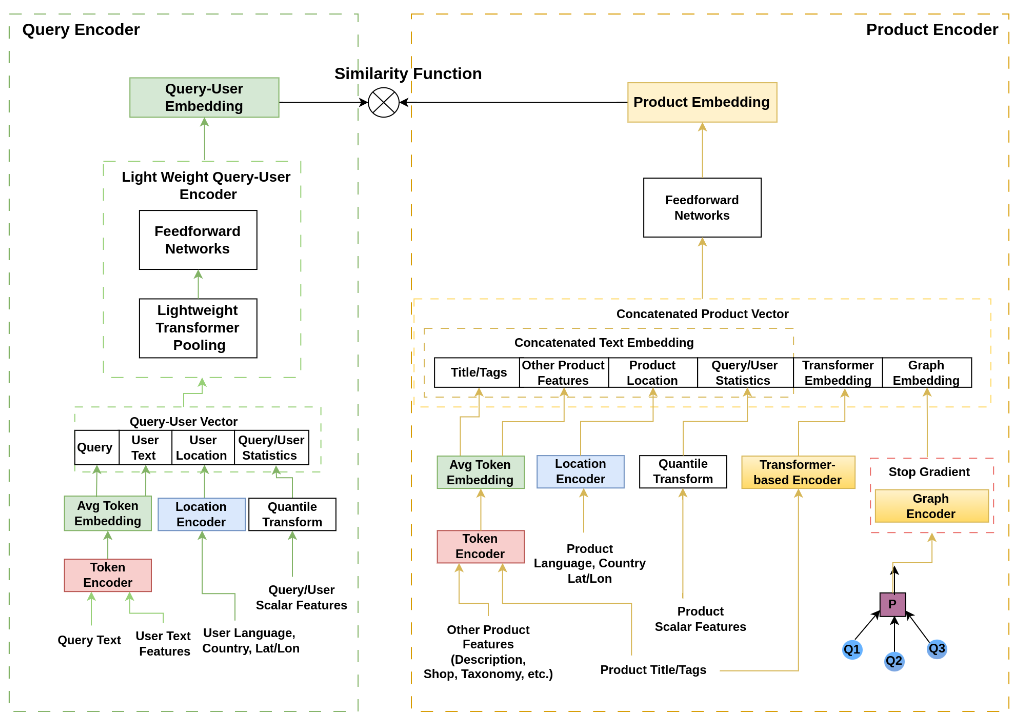 Query Encoder
Product Encoder
Similarity Function
Query-User
Embedding
Product Embedding
Light Weight Query-User
Encoder
Feedforward
Networks
Lightweight
Transformer
Pooling
Feedforward
Networks
Query-User Vector
Query
User
Text
User
Location
Query/User
Statistics
Avg Token
Embedding
Location
Encoder
Quantile
Transform
Token
Encoder
Query/User
Scalar Features
Query Text
User Text
Features
User Language,
Country, Lat/Lon
Concatenated Product Vector
Concatenated Text Embedding
Title/Tags
Other Product
Features
Product
Location
Query/User
Statistics
Transformer
Embedding
Graph
Embedding
Avg Token
Embedding
Location
Encoder
Quantile
Transform
Transformer-
based Encoder
Stop Gradient
Graph
Encoder
Token
Encoder
Product
Language, Country
Lat/Lon
Product
Scalar Features
Other Product
Features
(Description,
Shop, Taxonomy, etc.)
Product Title/Tags
P
Q1
Q2
Q3